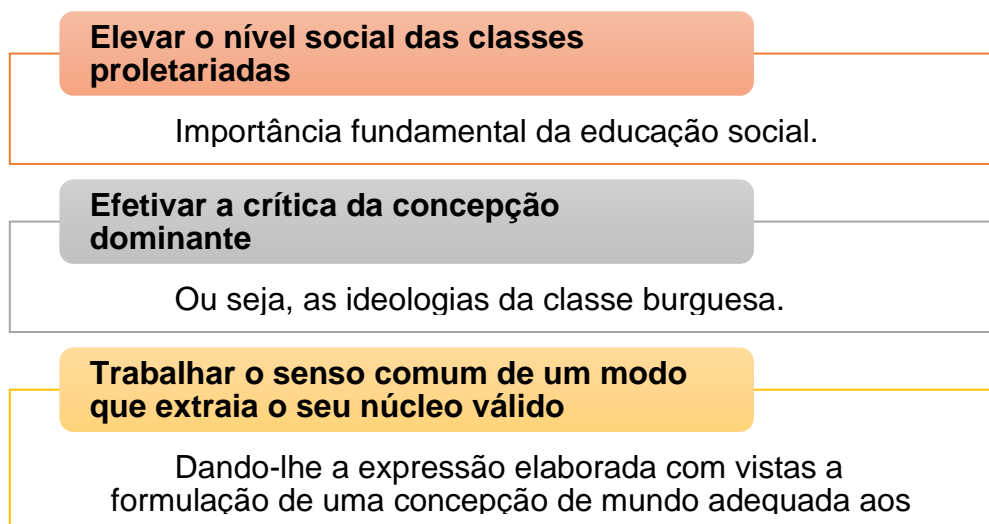 Elevar o nível social das classes
proletariadas
Importância fundamental da educação social.
Efetivar a crítica da concepção
dominante
Ou seja, as ideologias da classe burguesa.
Trabalhar o senso comum de um modo
que extraia o seu núcleo válido
Dando-lhe a expressão elaborada com vistas a
formulação de uma concepção de mundo adequada aos